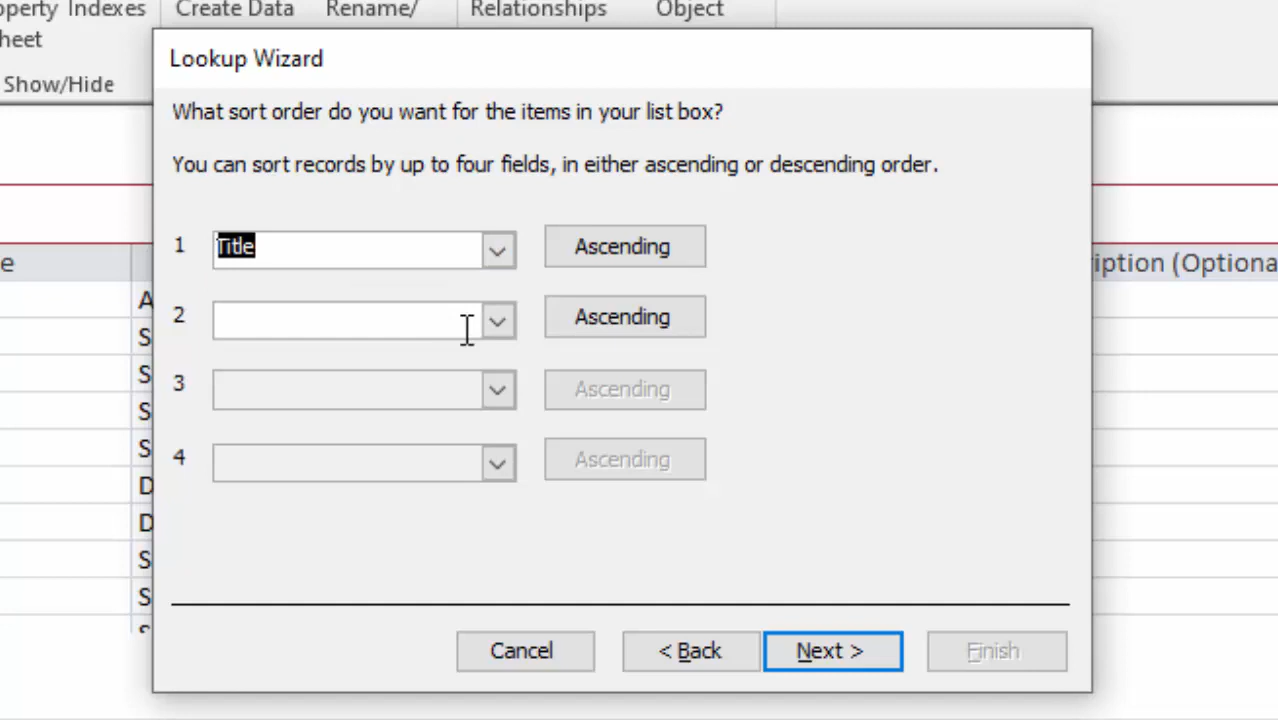 operty Indexes Create Data Rename/ Relationships Object
heet
Show/Hide
Lookup Wizard
What sort order do you want for the items in your list box?
You can sort records by up to four fields, in either ascending or descending order.
1 Title Ascending
2 Ascending
3 Ascending
4 Ascending
e
ription (Optiona
A
S
S
S
S
D
D
S
S
Cancel < Back Next > Finish